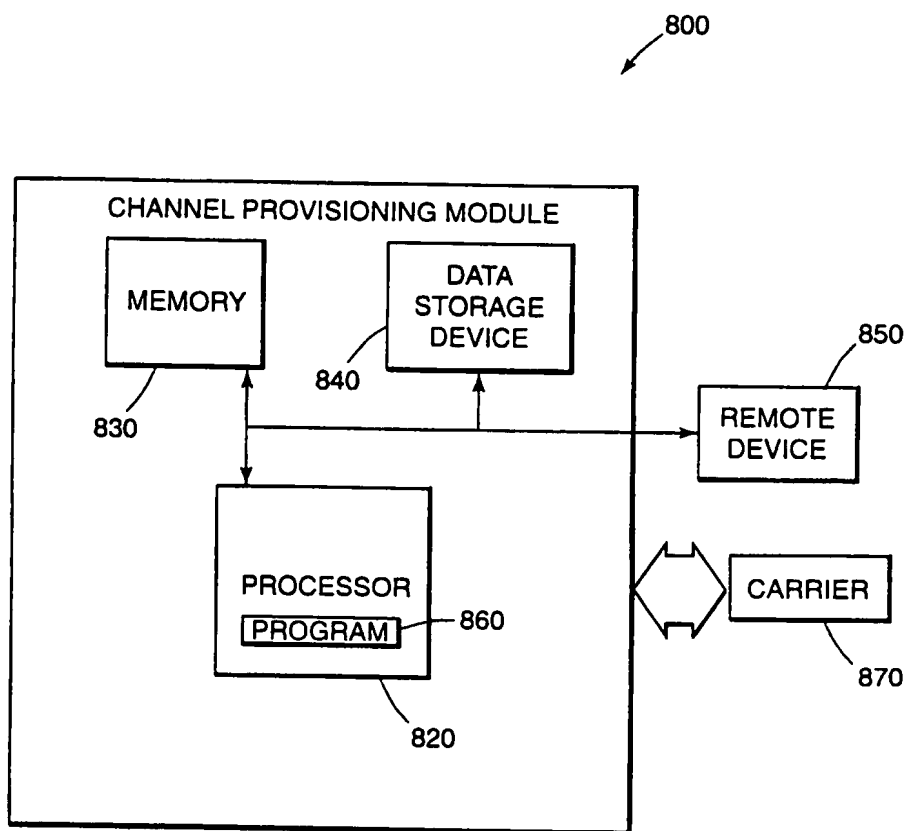 800
CHANNEL PROVISIONING MODULE
MEMORY
830
DATA
STORAGE
DEVICE
840
850
REMOTE
DEVICE
PROCESSOR
PROGRAM
860
820
CARRIER
870